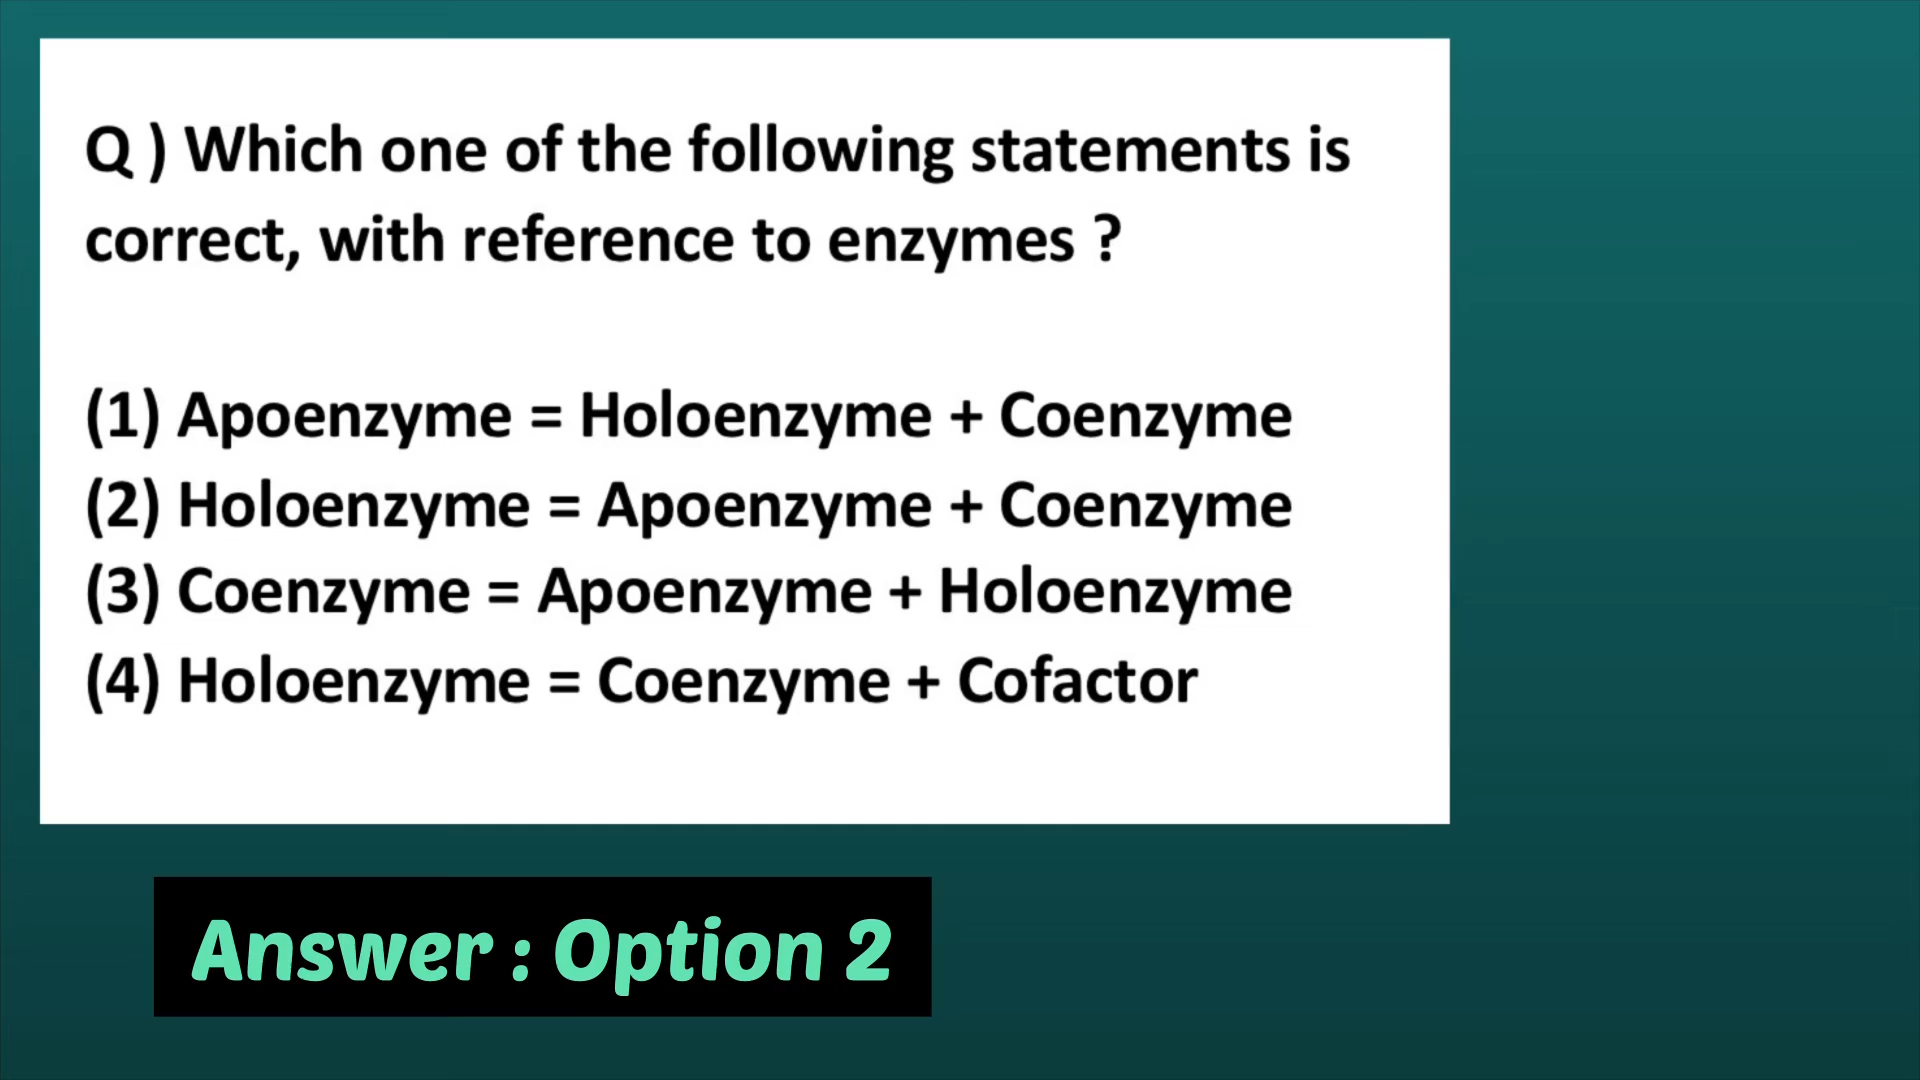 Q ) Which one of the following statements is
correct, with reference to enzymes ?
(1) Apoenzyme = Holoenzyme + Coenzyme
(2) Holoenzyme = Apoenzyme + Coenzyme
(3) Coenzyme = Apoenzyme + Holoenzyme
(4) Holoenzyme = Coenzyme + Cofactor
Answer : Option 2